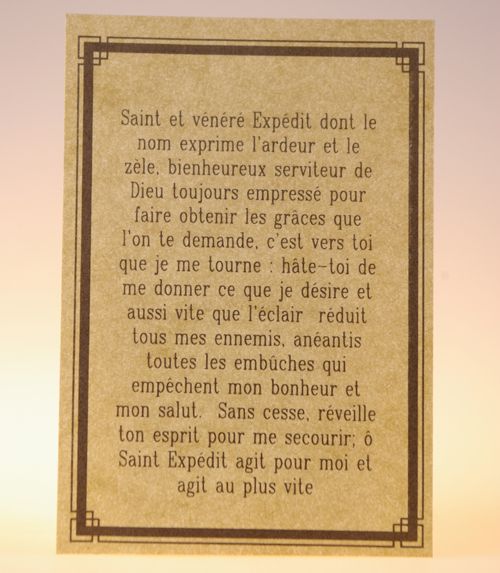 Saint et vénéré Expédit dont le
nom exprime l'ardeur et le
zèle, bienheureux serviteur de
Dieu toujours empressé pour
faire obtenir les grâces que
l'on te demande, c'est vers toi
que je me tourne : hâte-toi de
me donner ce que je désire et
aussi vite que l'éclair  réduit
tous mes ennemis, anéantis
toutes les embûches qui
empêchent mon bonheur et
mon salut.  Sans cesse, réveille
ton esprit pour me secourir; ô
Saint Expédit agit pour moi et
agit au plus vite